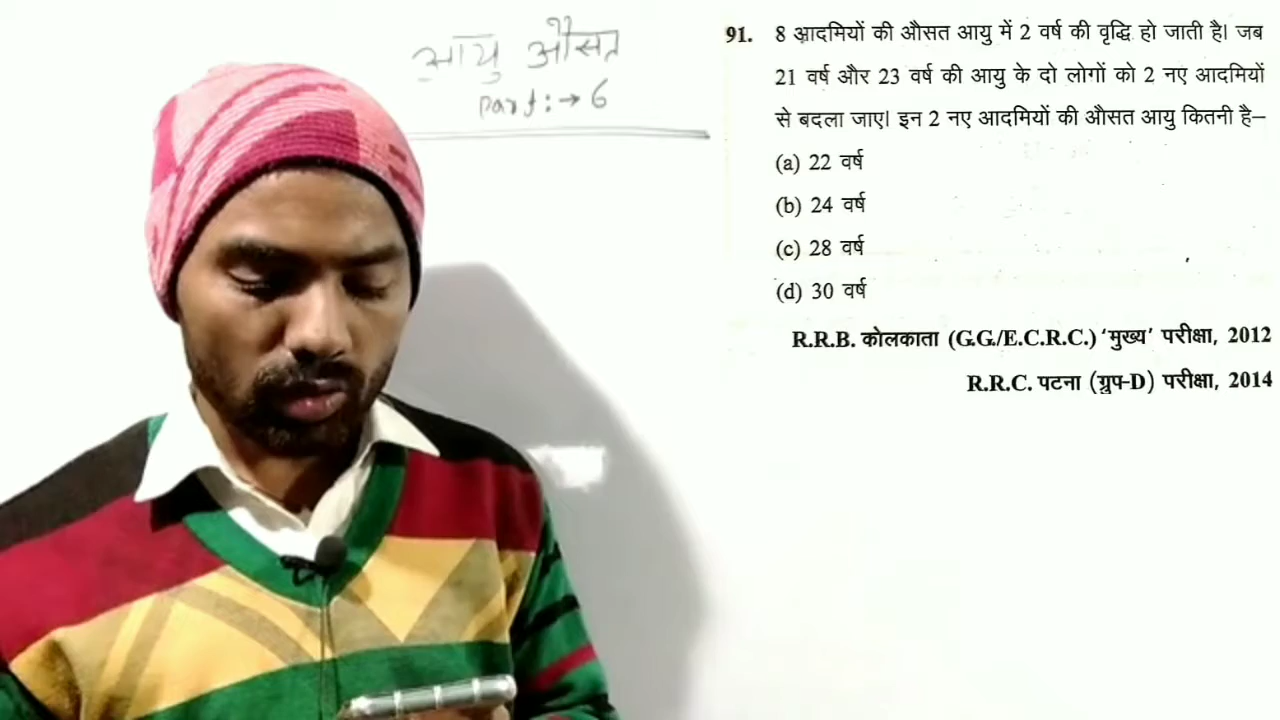 आयु औसत
Part:→ 6
91. 8 आदमियों की औसत आयु में 2 वर्ष की वृद्धि हो जाती है। जब
21 वर्ष और 23 वर्ष की आयु के दो लोगों को 2 नए आदमियों
से बदला जाए। इन 2 नए आदमियों की औसत आयु कितनी है–
(a) 22 वर्ष
(b) 24 वर्ष
(c) 28 वर्ष
(d) 30 वर्ष
R.R.B. कोलकाता (G.G./E.C.R.C.) ‘मुख्य’ परीक्षा, 2012
R.R.C. पटना (ग्रुप-D) परीक्षा, 2014